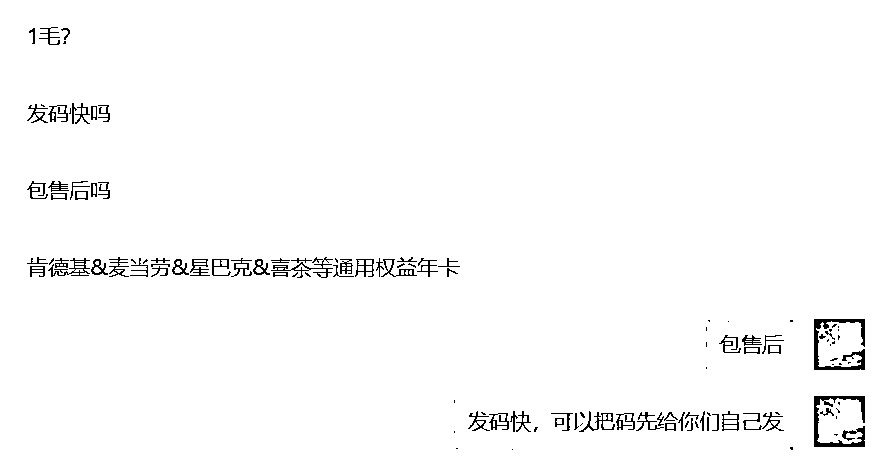 1毛?
发码快吗
包售后吗
肯德基&麦当劳&星巴克&喜茶等通用权益年卡
包售后
发码快，可以把码先给你们自己发